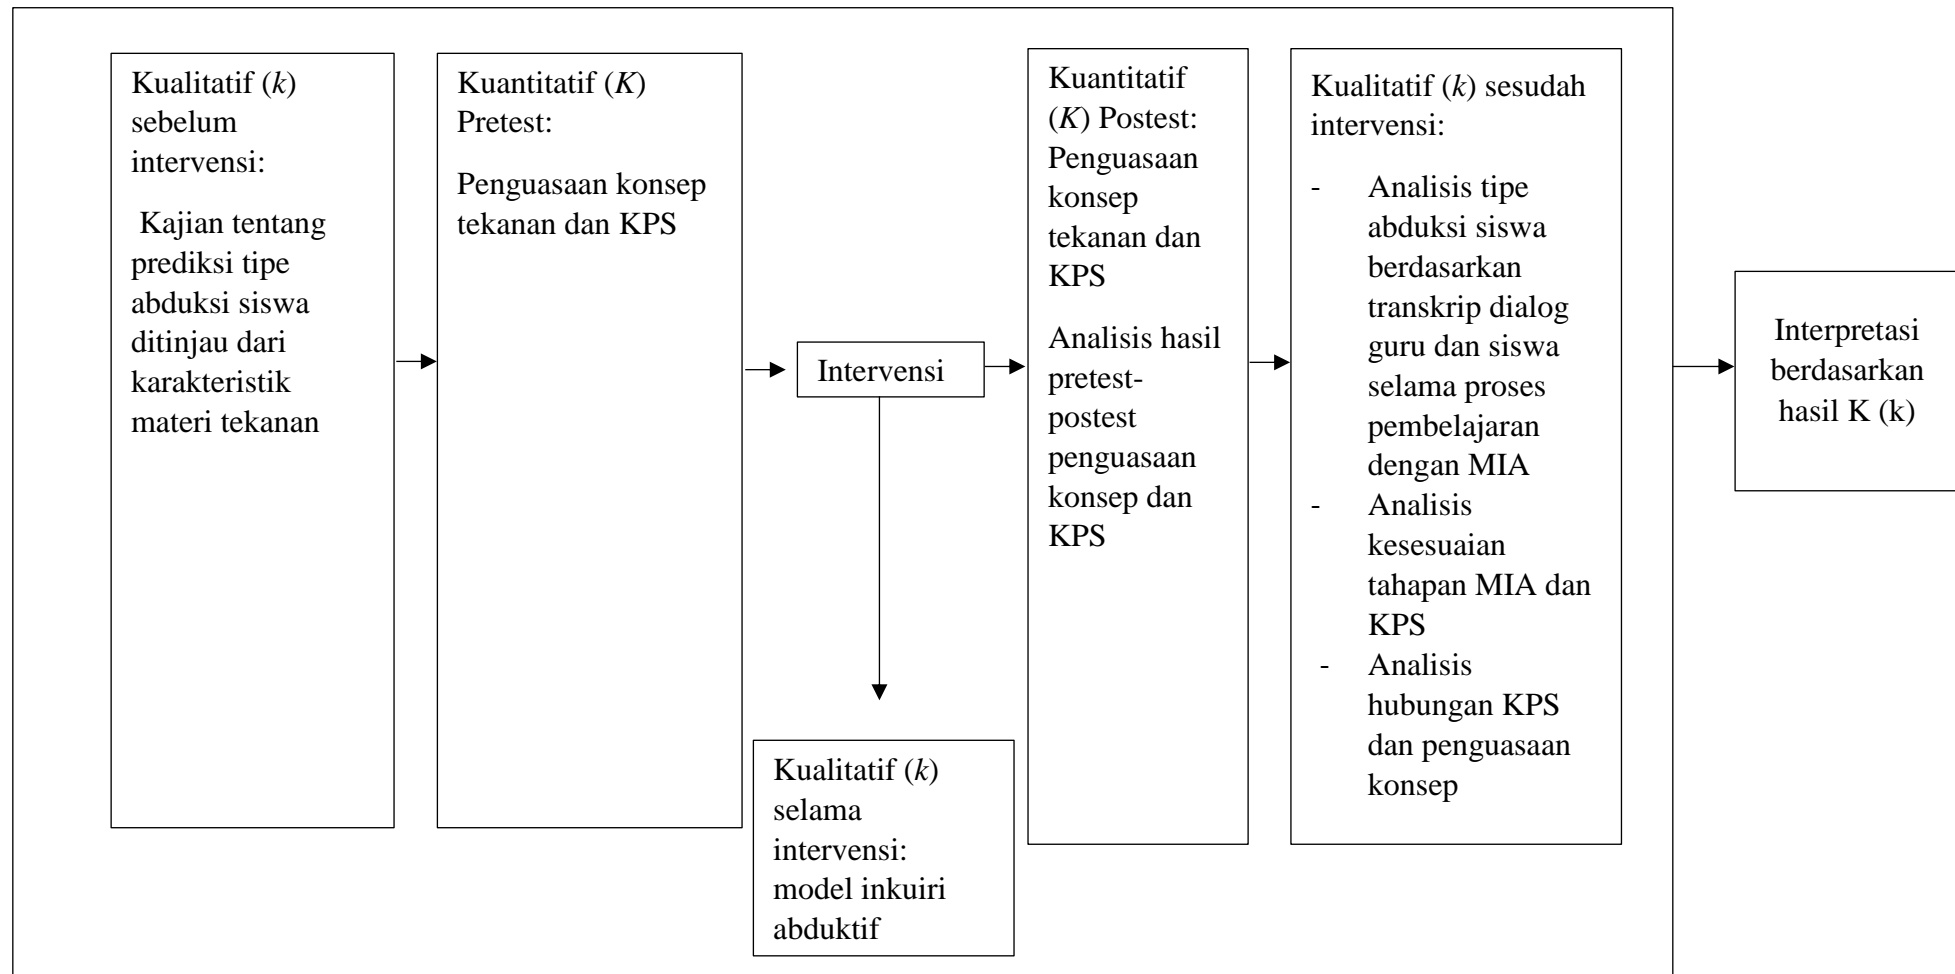 Kualitatif (k)
sebelum
intervensi:
Kajian tentang
prediksi tipe
abduksi siswa
ditinjau dari
karakteristik
materi tekanan
Kuantitatif (K)
Pretest:
Penguasaan konsep
tekanan dan KPS
Intervensi
Kualitatif (k)
selama
intervensi:
model inkuiri
abduktif
Kuantitatif
(K) Postest:
Penguasaan
konsep
tekanan dan
KPS
Analisis hasil
pretest-
postest
penguasaan
konsep dan
KPS
Kualitatif (k) sesudah
intervensi:
- Analisis tipe
abduksi siswa
berdasarkan
transkrip dialog
guru dan siswa
selama proses
pembelajaran
dengan MIA
- Analisis
kesesuaian
tahapan MIA dan
KPS
- Analisis
hubungan KPS
dan penguasaan
konsep
Interpretasi
berdasarkan
hasil K (k)